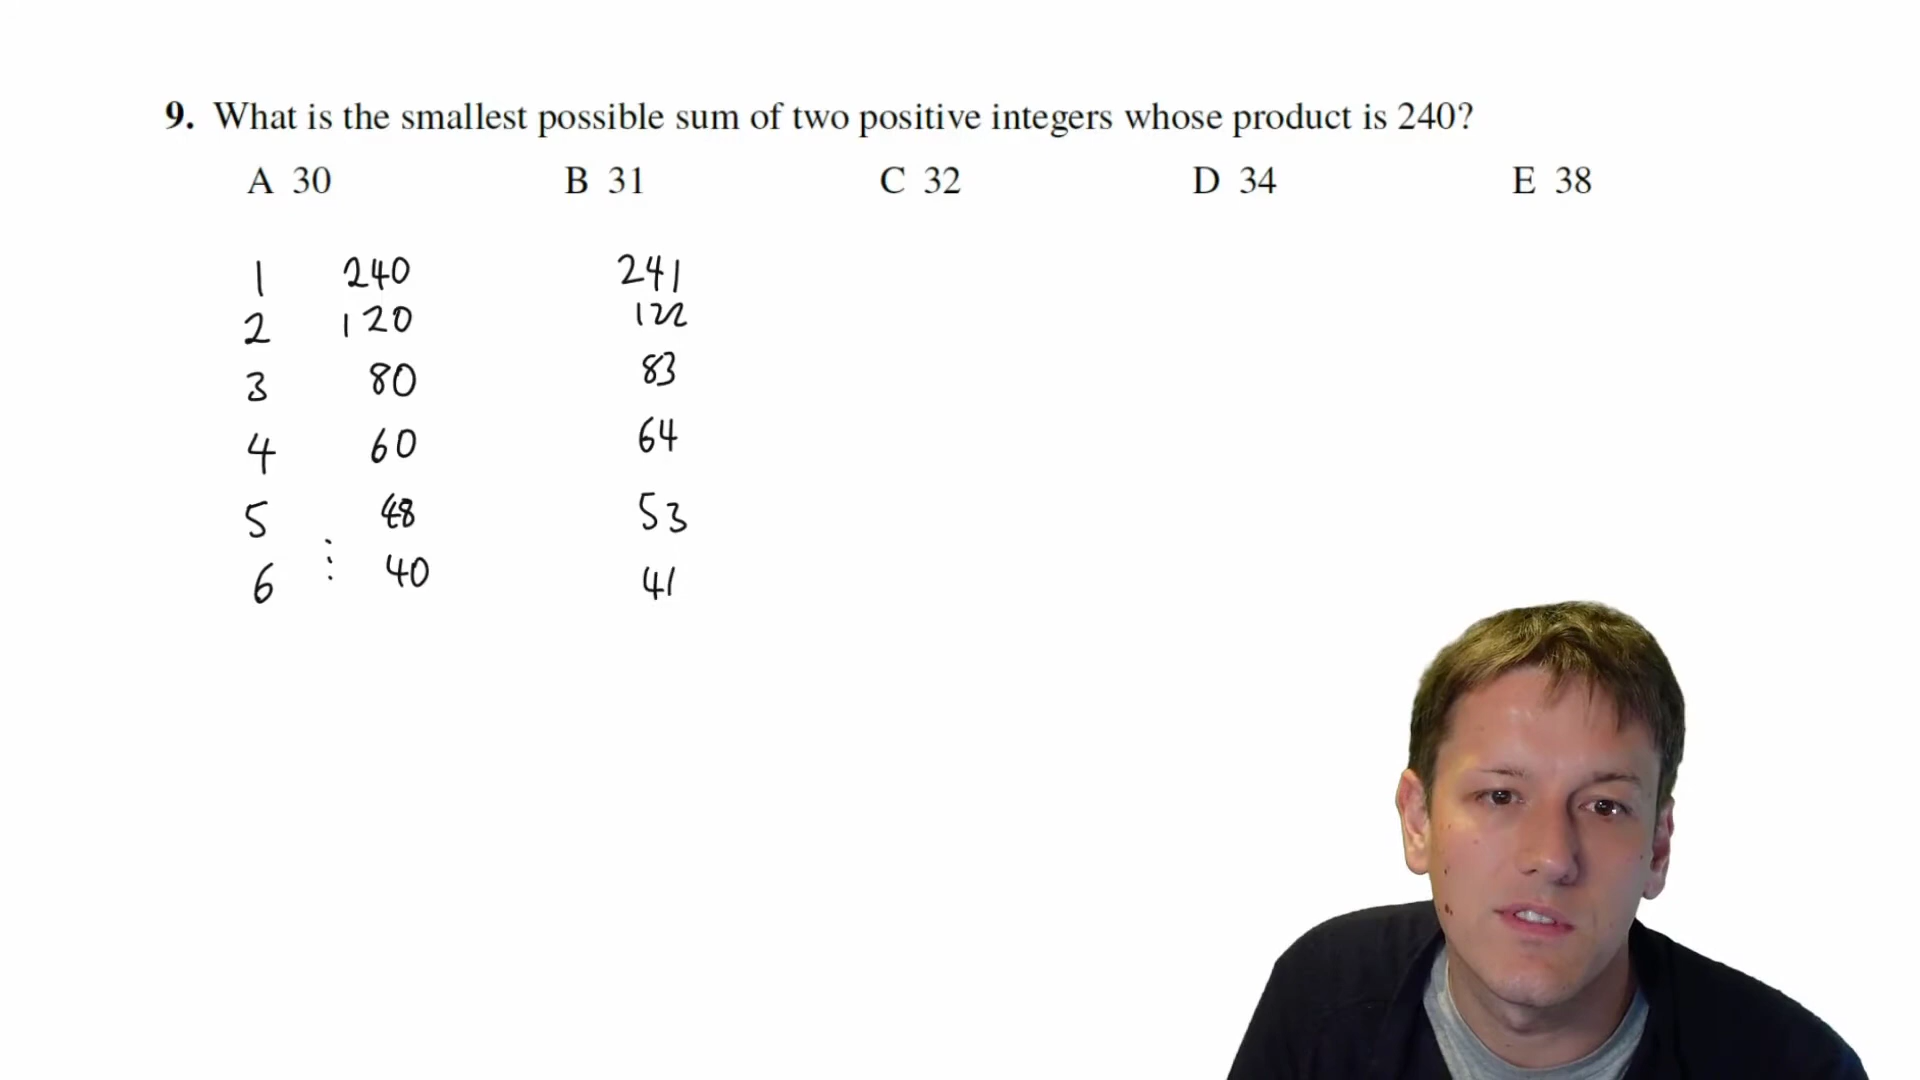 9. What is the smallest possible sum of two positive integers whose product is 240?
A 30 B 31 C 32 D 34 E 38
1 240 241
2 120 122
3 80 83
4 60 64
5 48 53
6 ⋮ 40 41